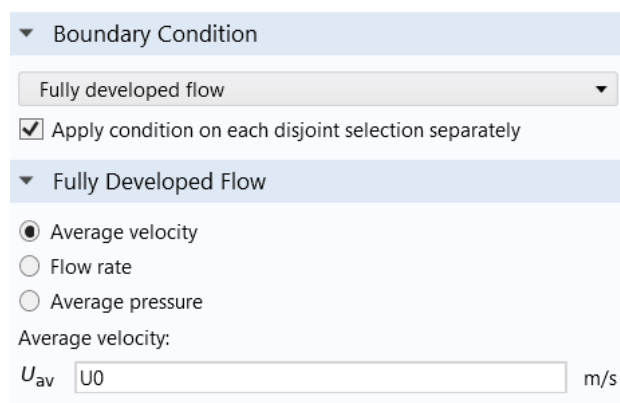 Boundary Condition
Fully developed flow
Apply condition on each disjoint selection separately
Fully Developed Flow
Average velocity
Flow rate
Average pressure
Average velocity:
Uav U0 m/s